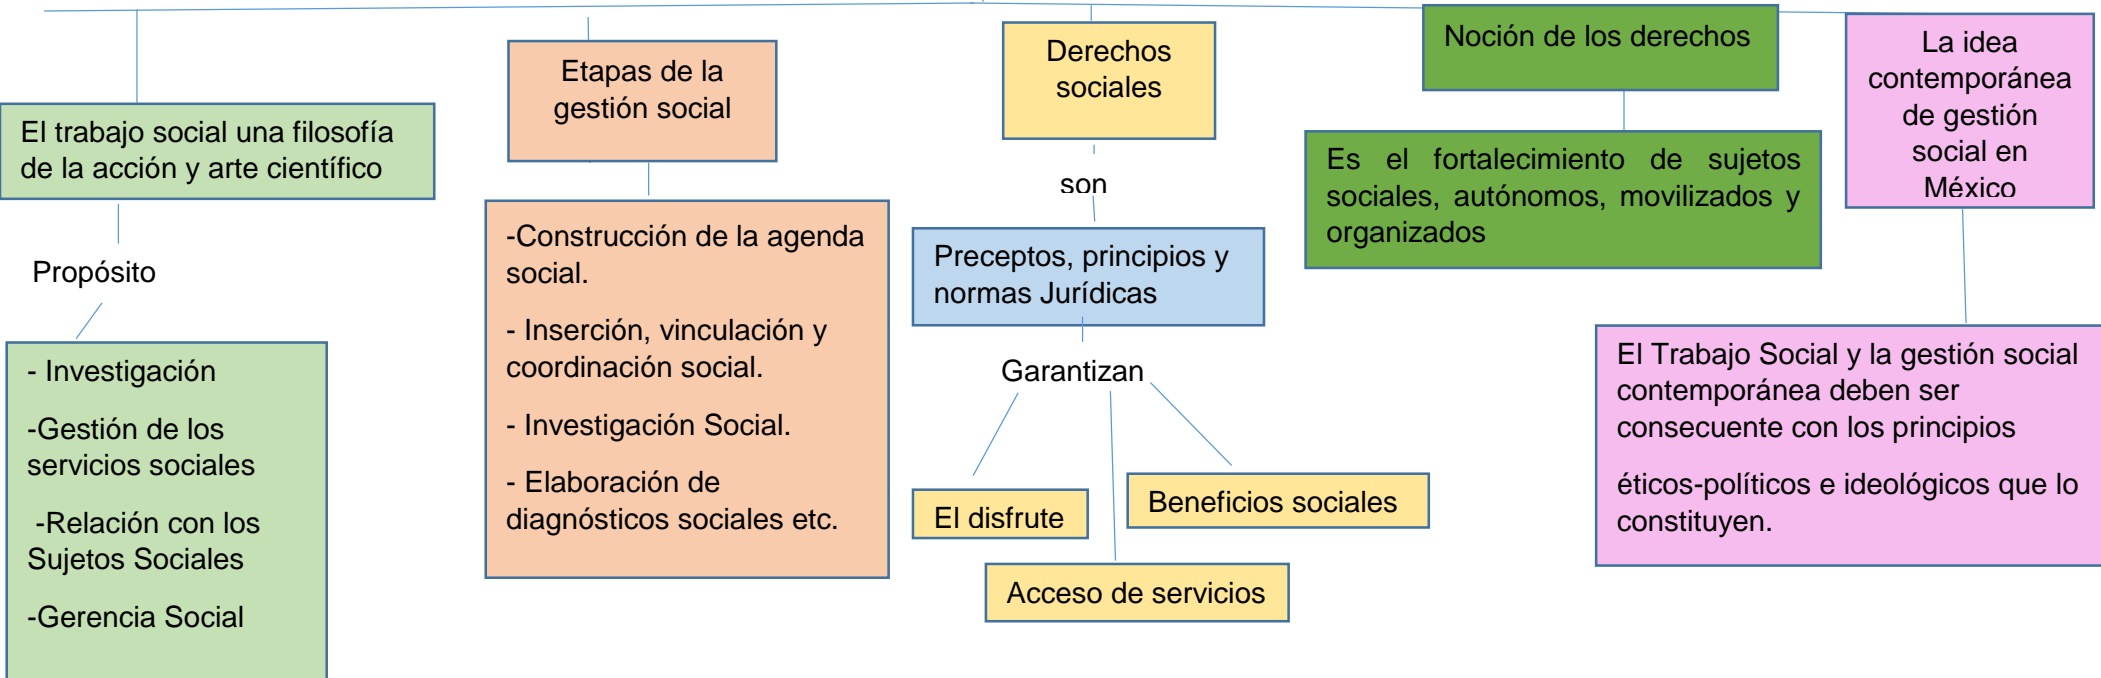 El trabajo social una filosofía
de la acción y arte científico
Propósito
- Investigación
-Gestión de los
servicios sociales
-Relación con los
Sujetos Sociales
-Gerencia Social
Etapas de la
gestión social
-Construcción de la agenda
social.
- Inserción, vinculación y
coordinación social.
- Investigación Social.
- Elaboración de
diagnósticos sociales etc.
Derechos
sociales
son
Preceptos, principios y
normas Jurídicas
Garantizan
El disfrute
Acceso de servicios
Beneficios sociales
Noción de los derechos
Es el fortalecimiento de sujetos
sociales, autónomos, movilizados y
organizados
La idea
contemporánea
de gestión
social en
México
El Trabajo Social y la gestión social
contemporánea deben ser
consecuente con los principios
éticos-políticos e ideológicos que lo
constituyen.